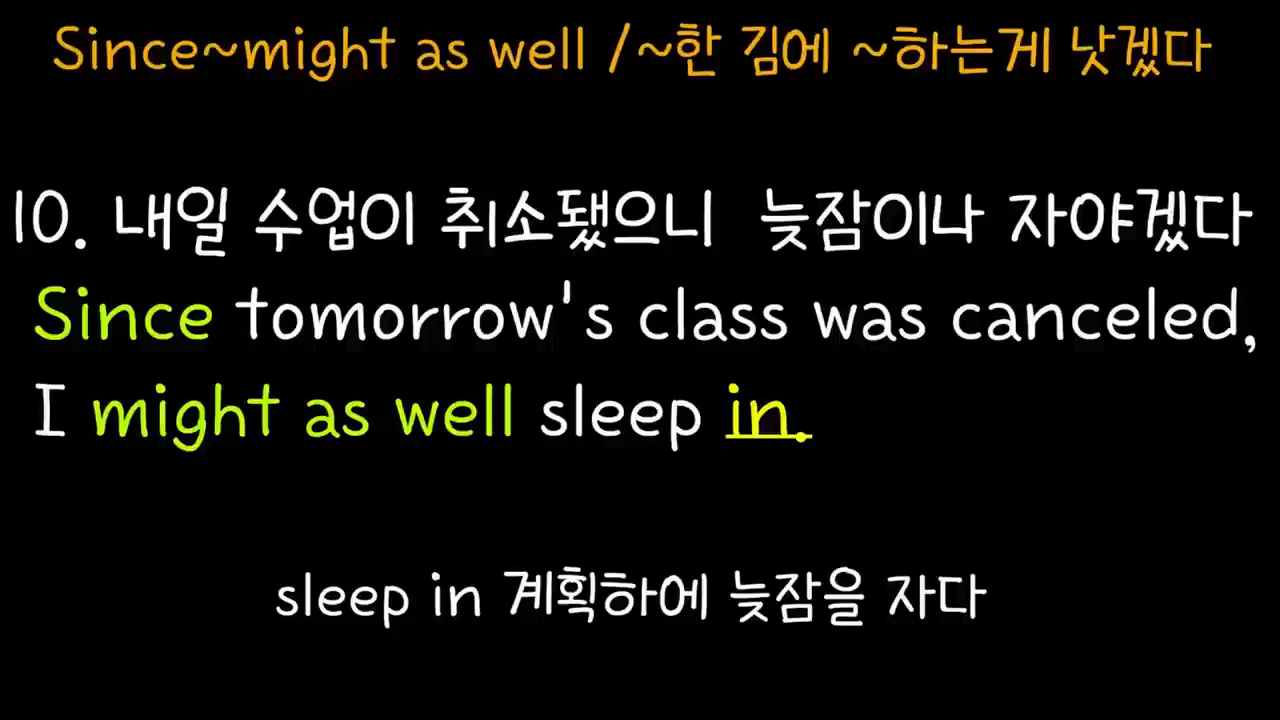 Since~might as well /~한 김에 ~하는게 낫겠다
10. 내일 수업이 취소됐으니 늦잠이나 자야겠다
Since tomorrow's class was canceled,
I might as well sleep in.
sleep in 계획하에 늦잠을 자다